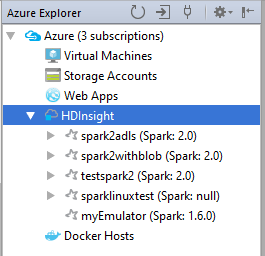 Azure Explorer
Azure (3 subscriptions)
Virtual Machines
Storage Accounts
Web Apps
HDInsight
spark2adls (Spark: 2.0)
spark2withblob (Spark: 2.0)
testspark2 (Spark: 2.0)
sparklinuxtest (Spark: null)
myEmulator (Spark: 1.6.0)
Docker Hosts